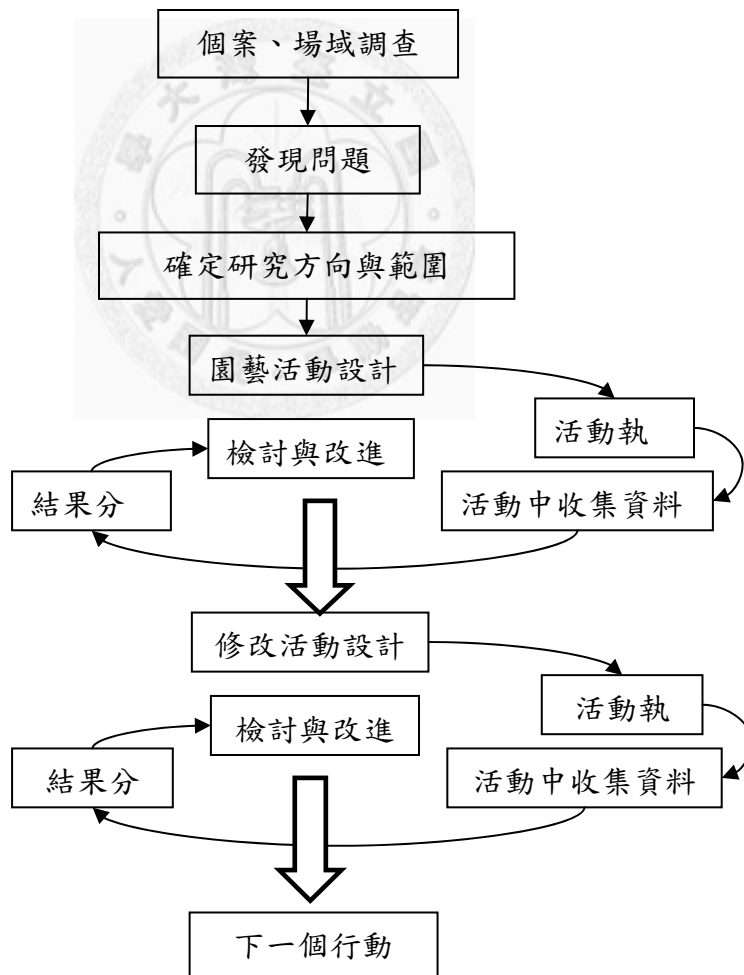 個案、場域調查
發現問題
確定研究方向與範圍
園藝活動設計
活動執
檢討與改進
結果分
活動中收集資料
修改活動設計
活動執
檢討與改進
結果分
活動中收集資料
下一個行動